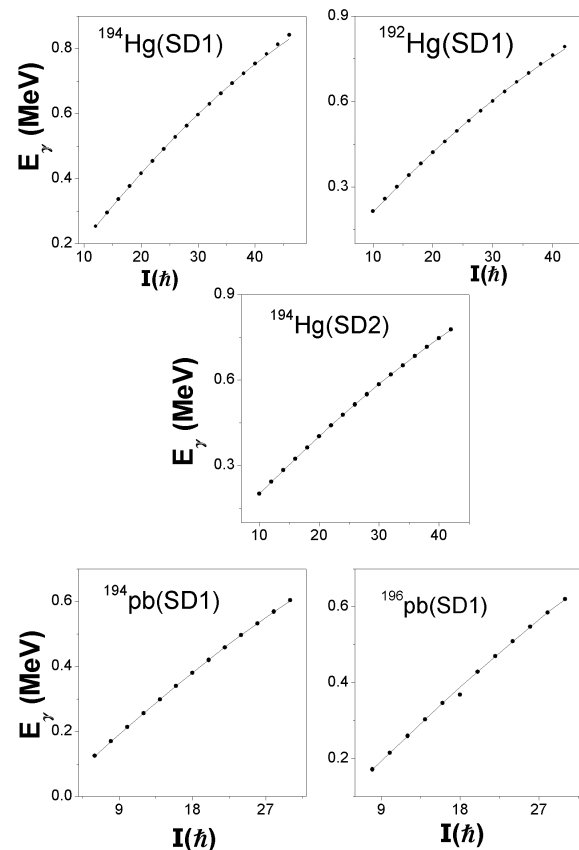 ¹⁹⁴Hg(SD1)
E_γ (MeV)
0.8
0.6
0.4
0.2
10 20 30 40
I(ħ)
¹⁹²Hg(SD1)
0.9
0.6
0.3
10 20 30 40
I(ħ)
¹⁹⁴Hg(SD2)
E_γ (MeV)
0.9
0.6
0.3
10 20 30 40
¹⁹⁴pb(SD1)
E_γ (MeV)
0.6
0.4
0.2
0.0
9 18 27
I(ħ)
¹⁹⁶pb(SD1)
0.6
0.4
0.2
9 18 27
I(ħ)